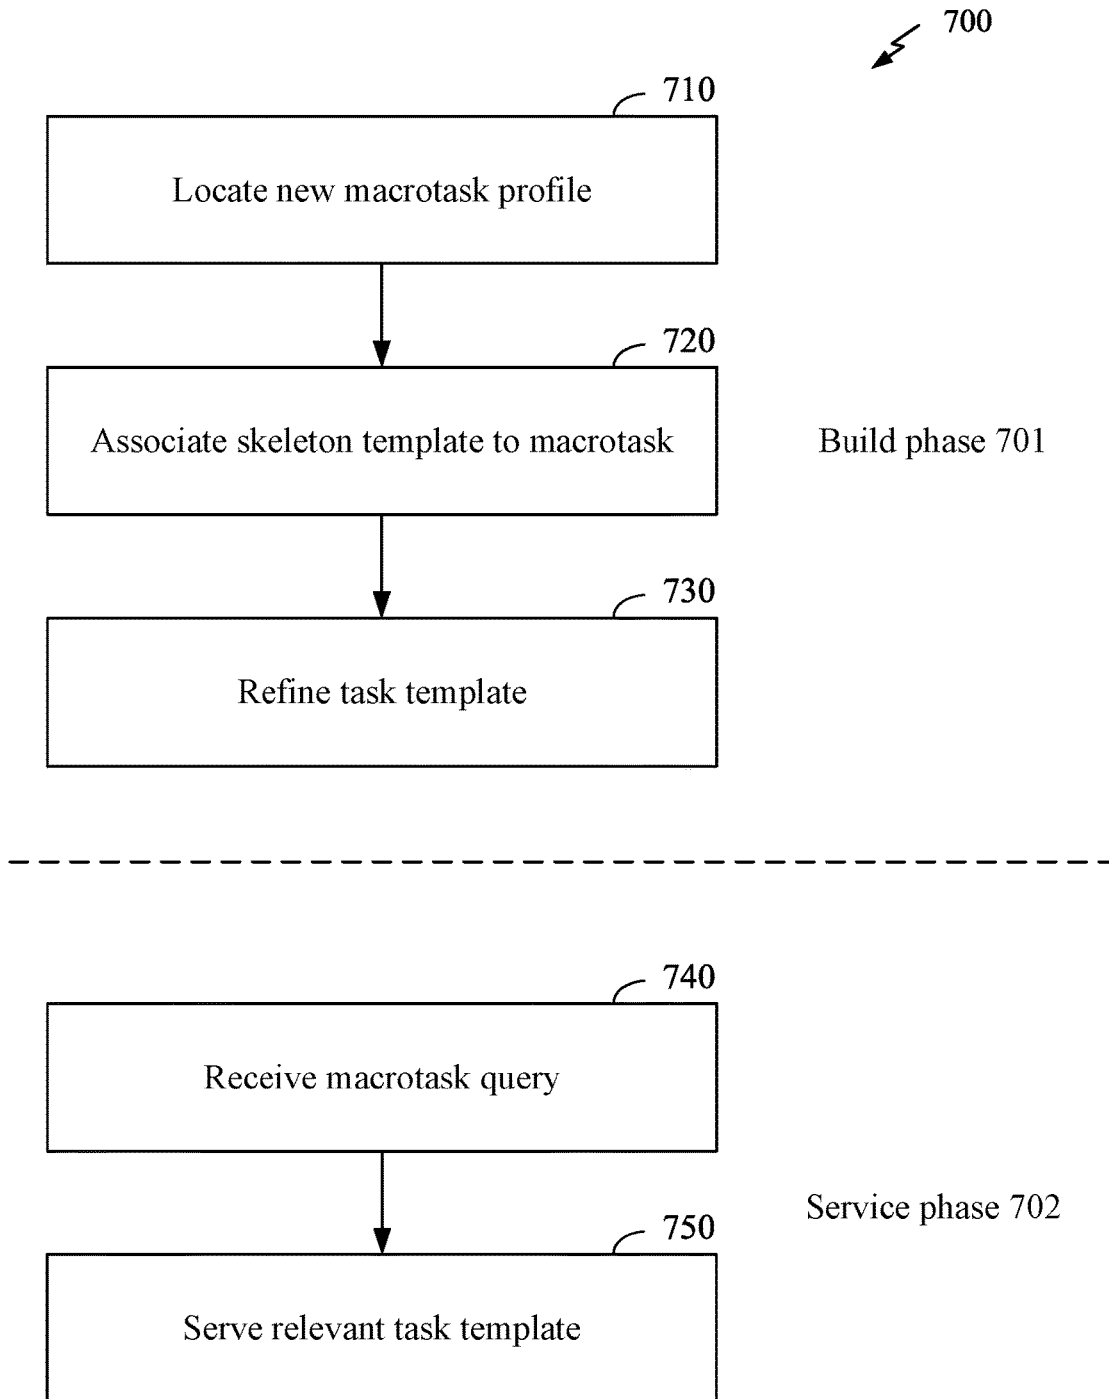 700
710
Locate new macrotask profile
720
Associate skeleton template to macrotask
Build phase 701
730
Refine task template
740
Receive macrotask query
Service phase 702
750
Serve relevant task template